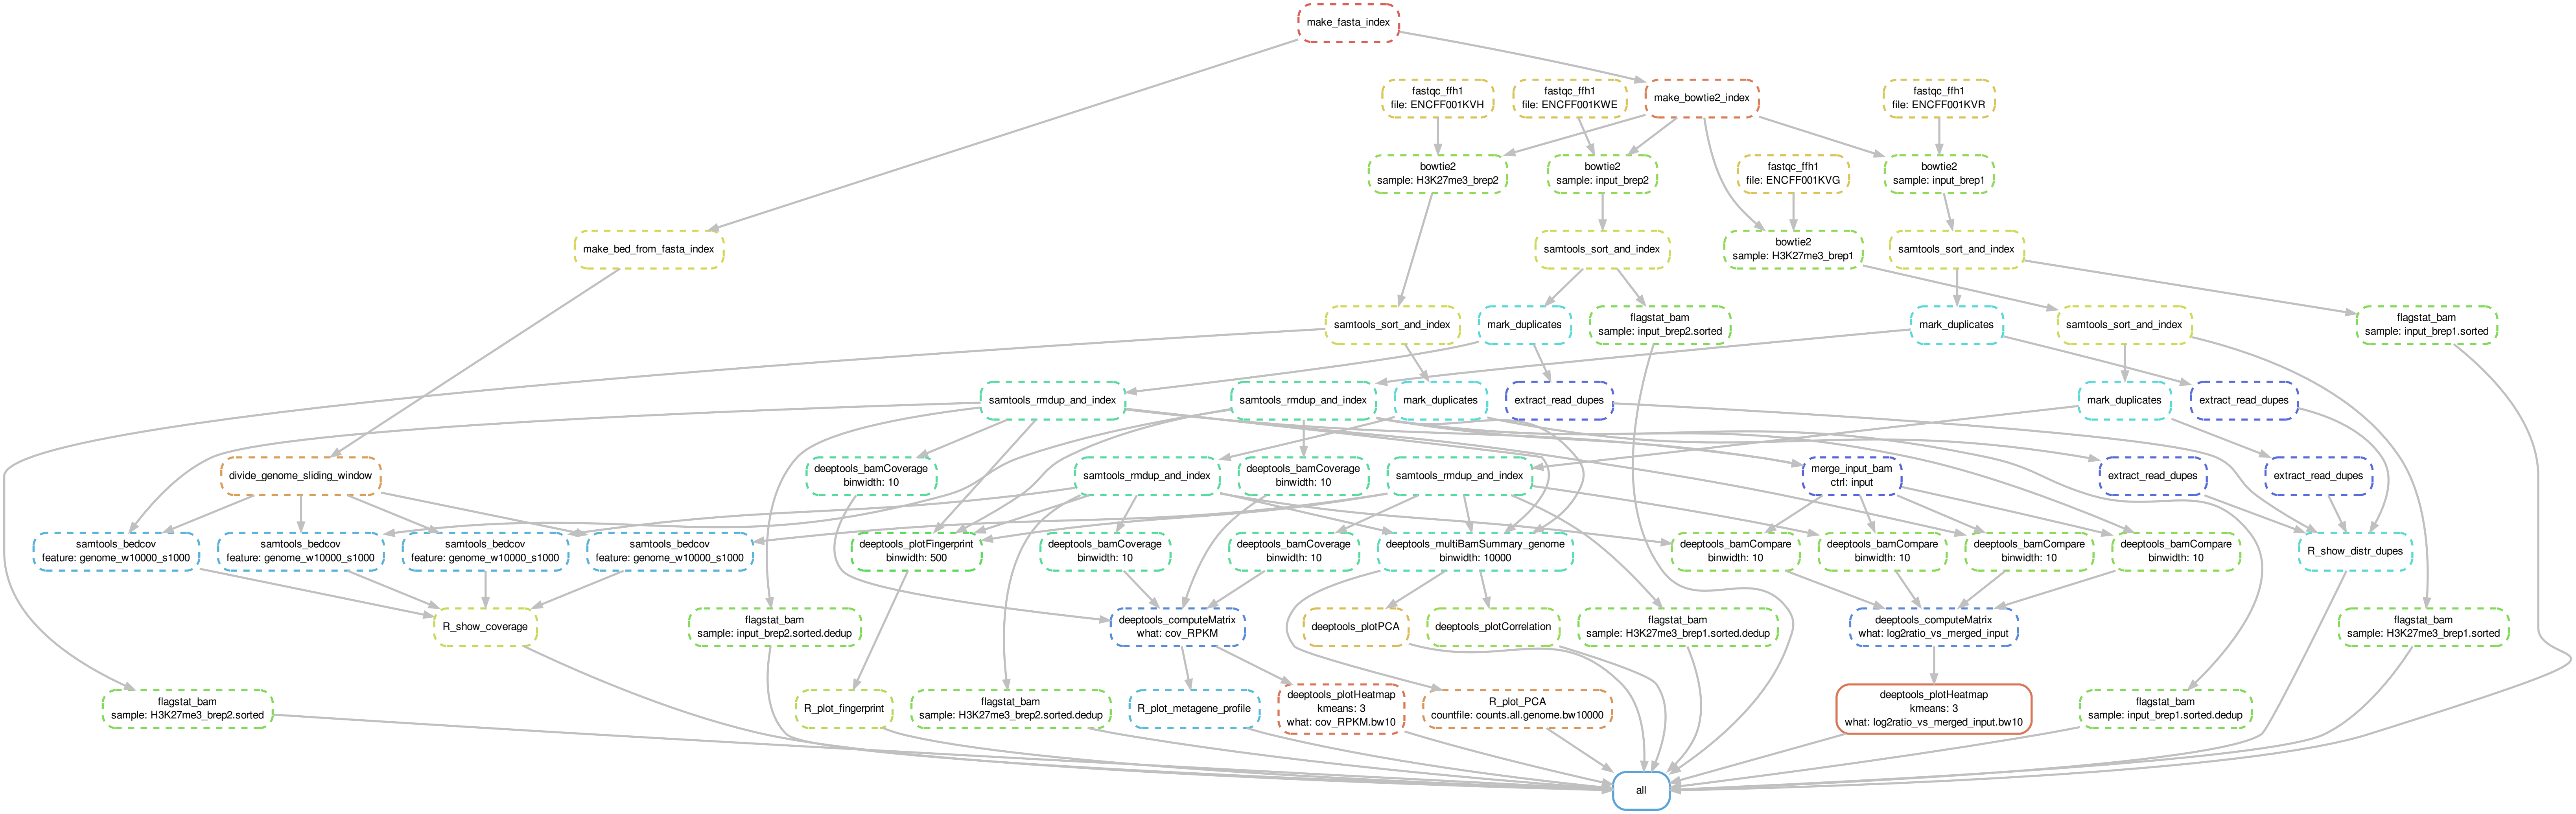 make_fasta_index
fastqc_ffh1
file: ENCFF001KVH
fastqc_ffh1
file: ENCFF001KWE
make_bowtie2_index
fastqc_ffh1
file: ENCFF001KVR
bowtie2
sample: H3K27me3_brep2
bowtie2
sample: input_brep2
fastqc_ffh1
file: ENCFF001KVG
bowtie2
sample: input_brep1
make_bed_from_fasta_index
samtools_sort_and_index
bowtie2
sample: H3K27me3_brep1
samtools_sort_and_index
samtools_sort_and_index
mark_duplicates
flagstat_bam
sample: input_brep2.sorted
mark_duplicates
samtools_sort_and_index
flagstat_bam
sample: input_brep1.sorted
samtools_rmdup_and_index
samtools_rmdup_and_index
mark_duplicates
extract_read_dupes
mark_duplicates
extract_read_dupes
divide_genome_sliding_window
deeptools_bamCoverage
binwidth: 10
samtools_rmdup_and_index
deeptools_bamCoverage
binwidth: 10
samtools_rmdup_and_index
merge_input_bam
ctrl: input
extract_read_dupes
extract_read_dupes
samtools_bedcov
feature: genome_w10000_s1000
samtools_bedcov
feature: genome_w10000_s1000
samtools_bedcov
feature: genome_w10000_s1000
samtools_bedcov
feature: genome_w10000_s1000
deeptools_plotFingerprint
binwidth: 500
deeptools_bamCoverage
binwidth: 10
deeptools_bamCoverage
binwidth: 10
deeptools_multiBamSummary_genome
binwidth: 10000
deeptools_bamCompare
binwidth: 10
deeptools_bamCompare
binwidth: 10
deeptools_bamCompare
binwidth: 10
deeptools_bamCompare
binwidth: 10
R_show_distr_dupes
R_show_coverage
flagstat_bam
sample: input_brep2.sorted.dedup
deeptools_computeMatrix
what: cov_RPKM
deeptools_plotPCA
deeptools_plotCorrelation
flagstat_bam
sample: H3K27me3_brep1.sorted.dedup
deeptools_computeMatrix
what: log2ratio_vs_merged_input
flagstat_bam
sample: H3K27me3_brep1.sorted
flagstat_bam
sample: H3K27me3_brep2.sorted
R_plot_fingerprint
flagstat_bam
sample: H3K27me3_brep2.sorted.dedup
R_plot_metagene_profile
deeptools_plotHeatmap
kmeans: 3
what: cov_RPKM.bw10
R_plot_PCA
countfile: counts.all.genome.bw10000
deeptools_plotHeatmap
kmeans: 3
what: log2ratio_vs_merged_input.bw10
flagstat_bam
sample: input_brep1.sorted.dedup
all